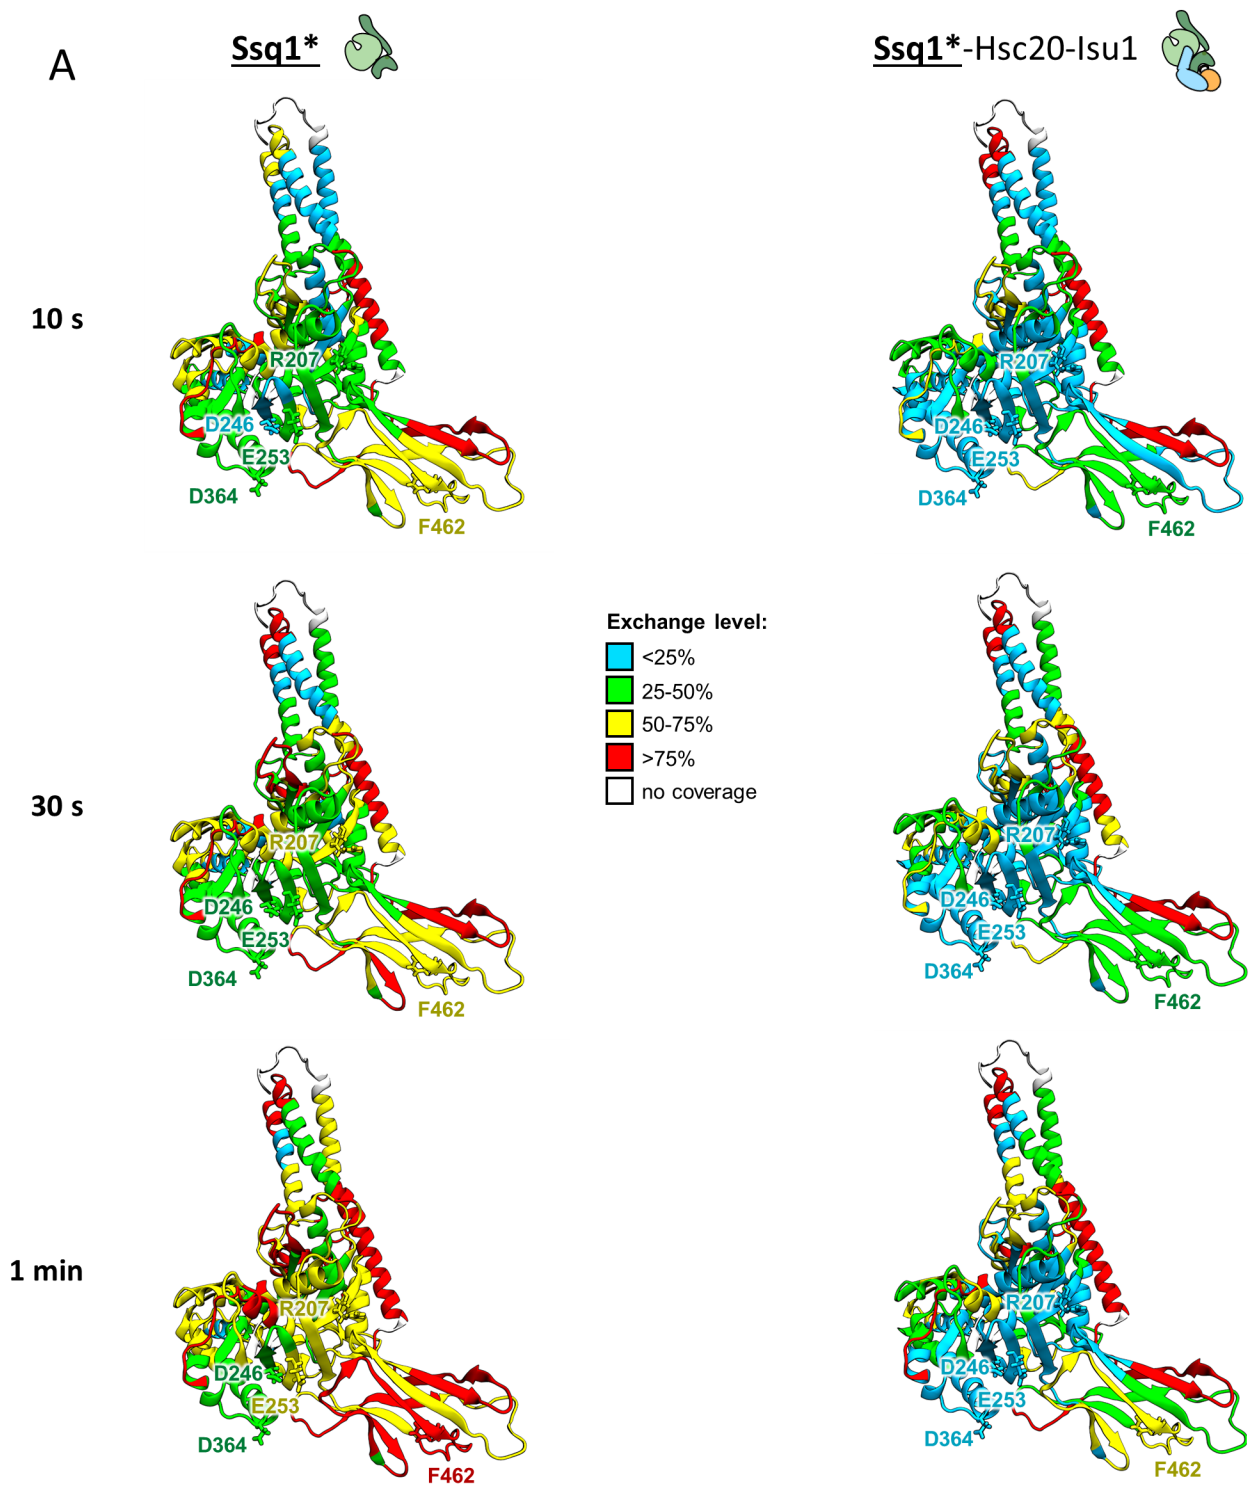 A
Ssq1*
Ssq1*-Hsc20-Isu1
10 s
R207
D246
E253
D364
F462
R207
D246
E253
D364
F462
Exchange level:
<25%
25-50%
50-75%
>75%
no coverage
30 s
R207
D246
E253
D364
F462
R207
D246
E253
D364
F462
1 min
R207
D246
E253
D364
F462
R207
D246
E253
D364
F462